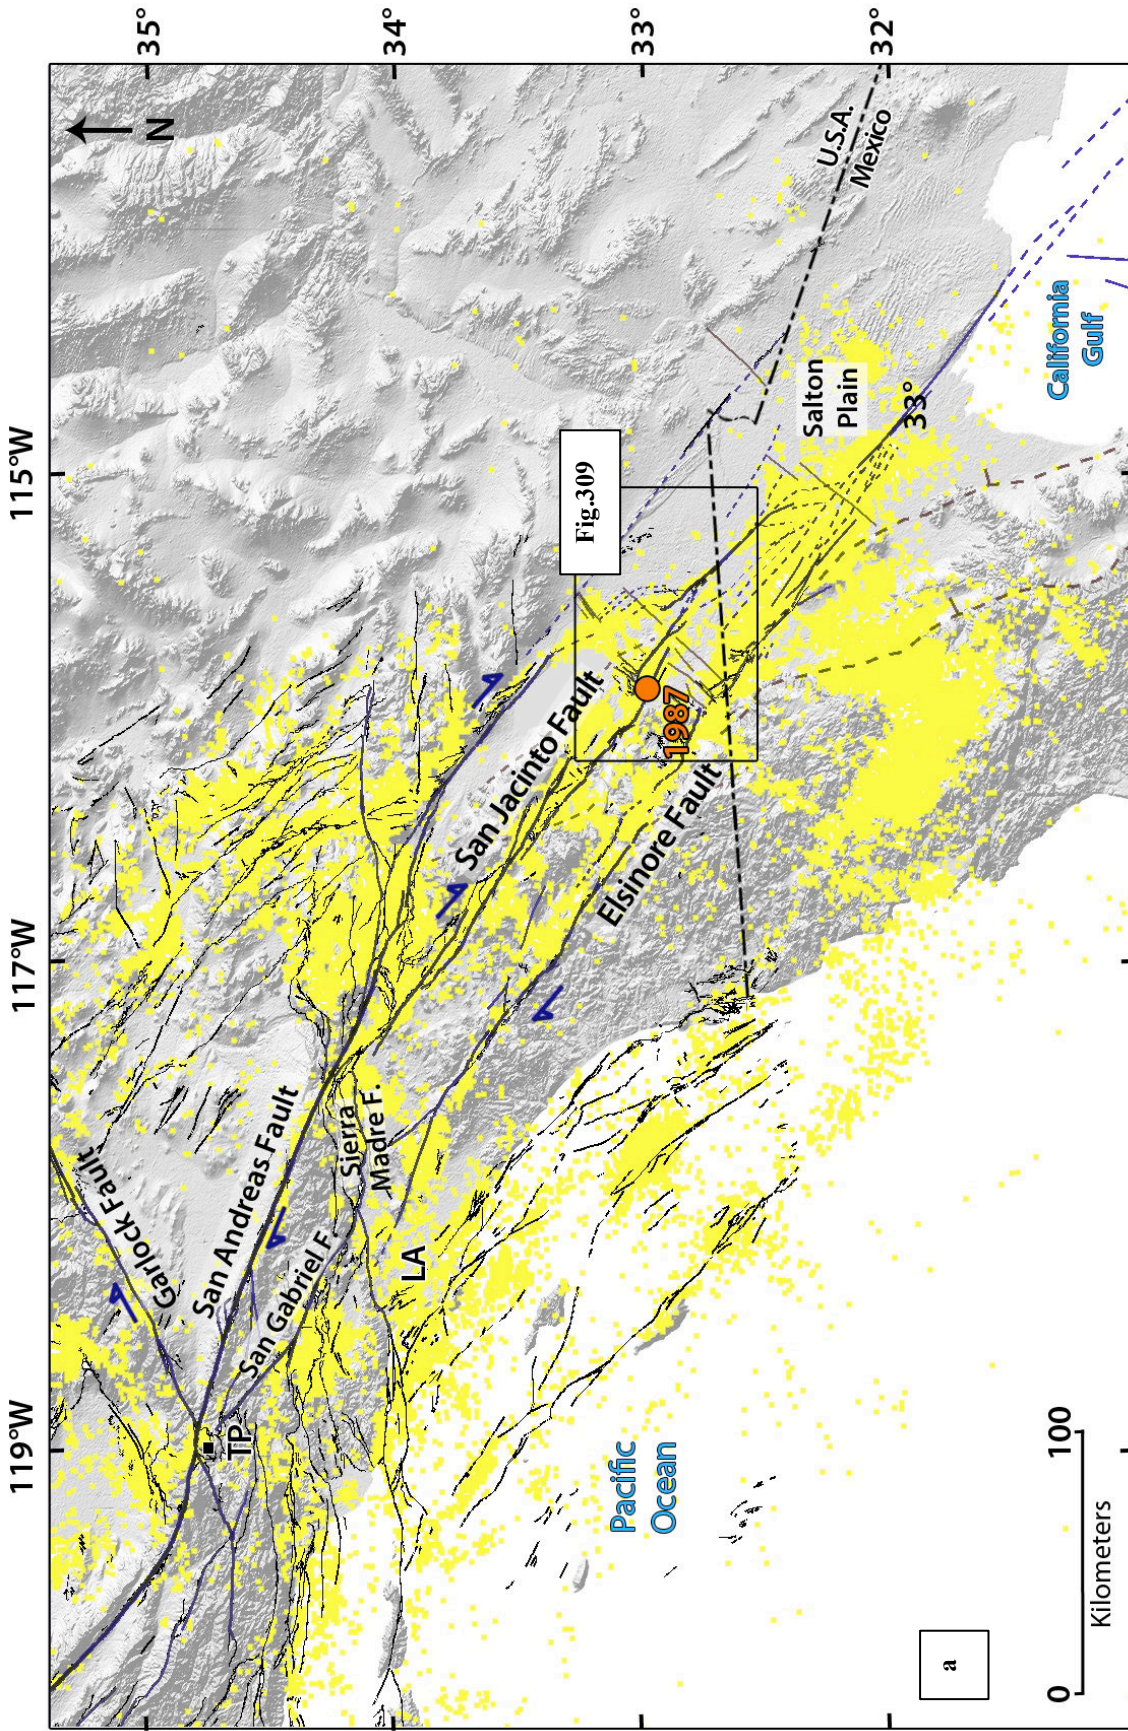 119°W
117°W
115°W
35°
34°
33°
32°
N
Garlock Fault
San Andreas Fault
San Gabriel F.
Sierra
Madre F.
TP
LA
San Jacinto Fault
Elsinore Fault
1987
Fig.309
U.S.A.
Mexico
Salton
Plain
33°
California
Gulf
Pacific
Ocean
a
0
100
Kilometers